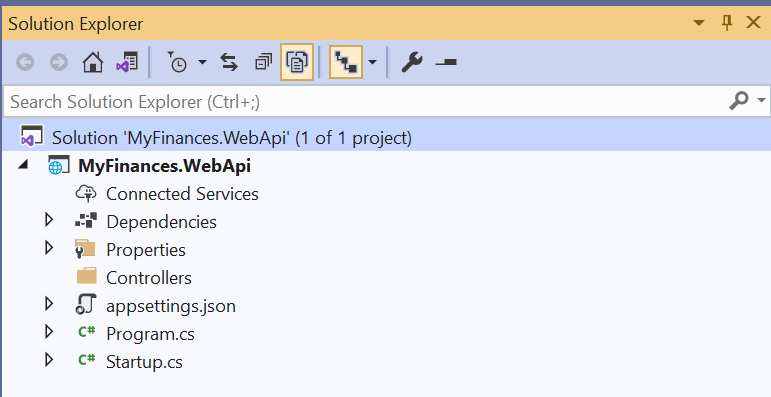 Solution Explorer
Search Solution Explorer (Ctrl+;)
Solution 'MyFinances.WebApi' (1 of 1 project)
MyFinances.WebApi
Connected Services
Dependencies
Properties
Controllers
appsettings.json
C# Program.cs
C# Startup.cs